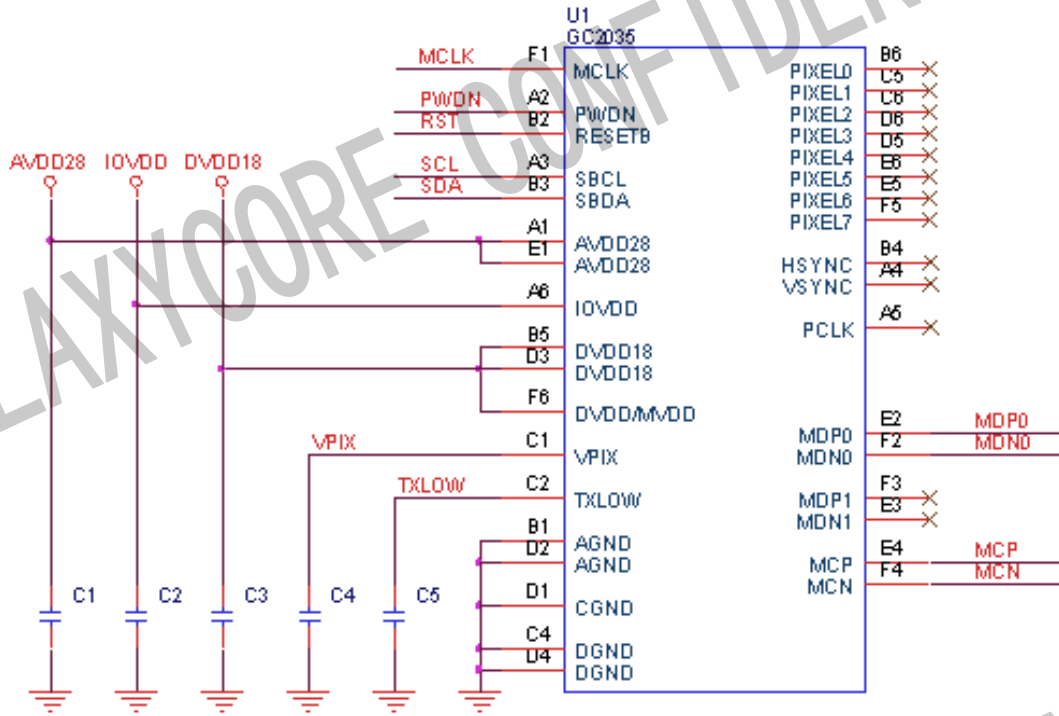 U1
GC2035
MCLK F1 MCLK
PWDN A2 PWDN
RST B2 RESETB
SCL A3 SBCL
SDA B3 SBDA
AVDD28 IOVDD DVDD18
A1 AVDD28
E1 AVDD28
A6 IOVDD
B5 DVDD18
D3 DVDD18
F6 DVDD/MVDD
VPIX C1 VPIX
TXLOW C2 TXLOW
B1 AGND
D2 AGND
D1 CGND
C4 DGND
D4 DGND
C1 C2 C3 C4 C5
PIXEL0 B6
PIXEL1 C5
PIXEL2 C6
PIXEL3 D6
PIXEL4 D5
PIXEL5 E6
PIXEL6 E5
PIXEL7 F5
HSYNC B4
VSYNC A4
PCLK A5
MDP0 E2 MDP0
MDN0 F2 MDN0
MDP1 F3
MDN1 E3
MCP E4 MCP
MCN F4 MCN
LAXYCORE CONFIDEN